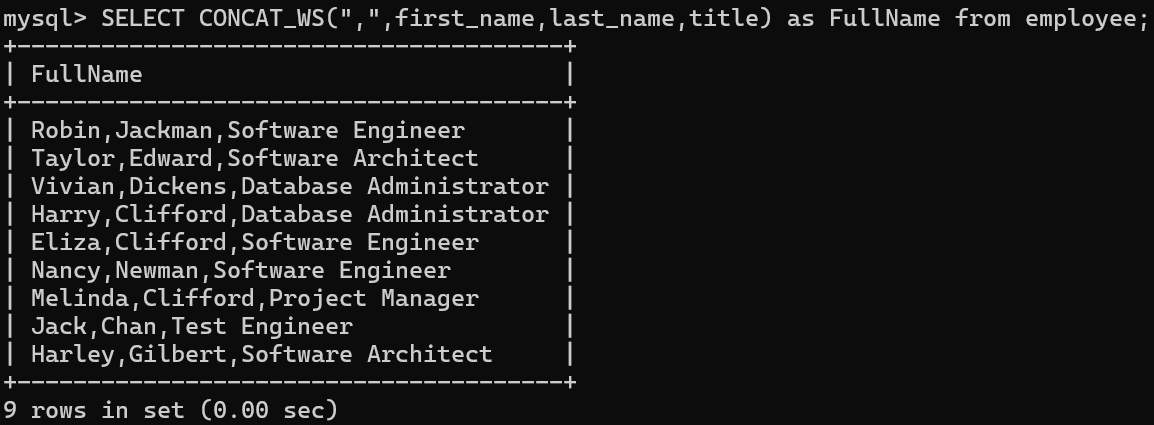 mysql> SELECT CONCAT_WS(",",first_name,last_name,title) as FullName from employee;
+---------------------------------------+
| FullName                              |
+---------------------------------------+
| Robin,Jackman,Software Engineer       |
| Taylor,Edward,Software Architect      |
| Vivian,Dickens,Database Administrator |
| Harry,Clifford,Database Administrator |
| Eliza,Clifford,Software Engineer      |
| Nancy,Newman,Software Engineer        |
| Melinda,Clifford,Project Manager      |
| Jack,Chan,Test Engineer               |
| Harley,Gilbert,Software Architect     |
+---------------------------------------+
9 rows in set (0.00 sec)